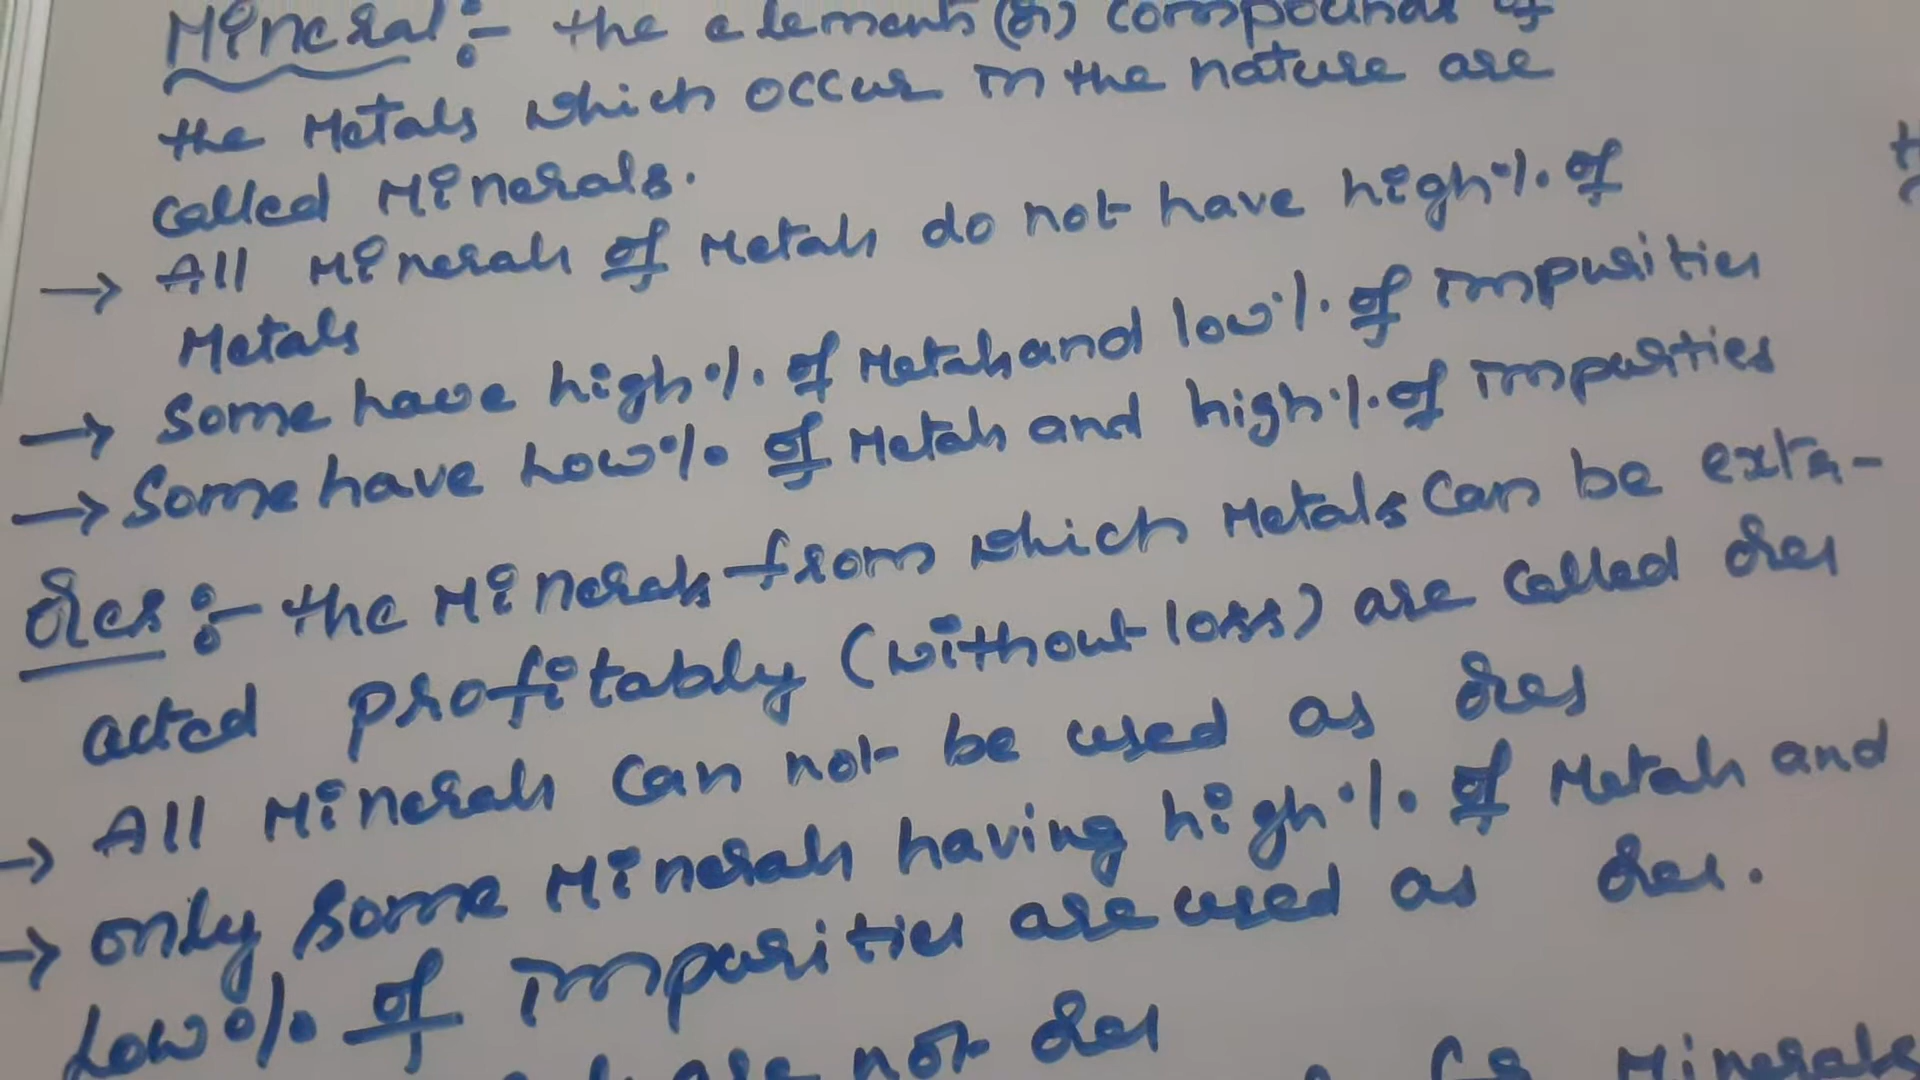 Mineral :- the elements (or) compounds of
the Metals which occur in the nature are
called Minerals.
→ All Minerals of Metals do not have high % of
Metals
→ Some have high % of Metals and low % of impurities
→ Some have Low % of Metals and high % of impurties
Ores :- the Minerals from which Metals can be extr-
acted profitably (without loss) are called ores
→ All Minerals can not be used as ores
→ only some Minerals having high % of Metals and
Low % of impurities are used as ores.
are not ores
Minerals